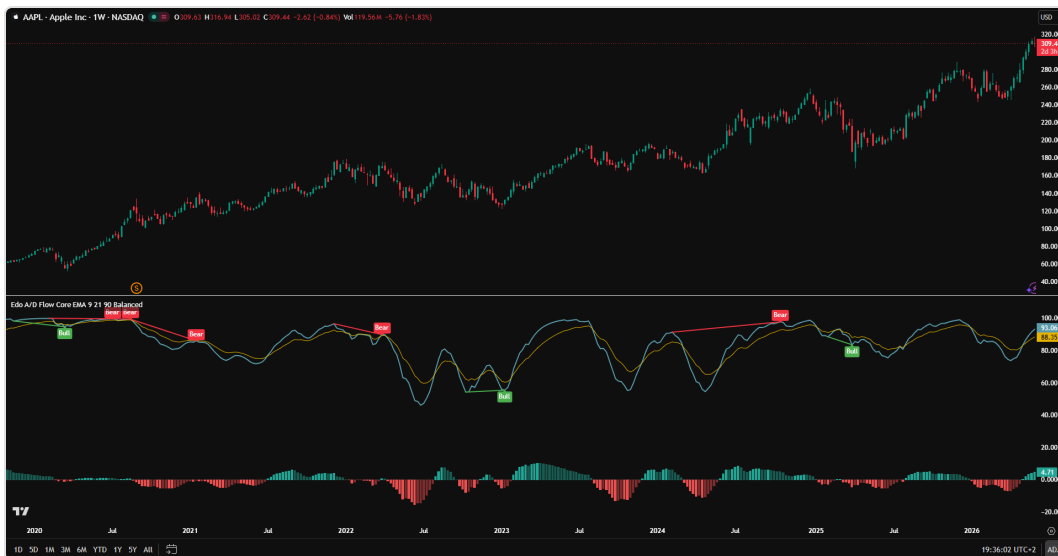 AAPL · Apple Inc · 1W · NASDAQ O309.63 H316.94 L305.02 C309.44 -2.62 (-0.84%) Vol119.56M -5.76 (-1.83%)
USD
320.00
309.4
2d 3h
280.00
260.00
240.00
220.00
200.00
180.00
160.00
140.00
120.00
100.00
80.00
60.00
40.00
S
Edo A/D Flow Core EMA 9 21 90 Balanced
Bear Bear
Bull
Bear
Bear
Bull
Bear
Bull
100.00
93.06
88.35
80.00
60.00
40.00
20.00
4.71
0.000
-20.00
2020 Jul 2021 Jul 2022 Jul 2023 Jul 2024 Jul 2025 Jul 2026
1D 5D 1M 3M 6M YTD 1Y 5Y All 19:36:02 UTC+2 AD